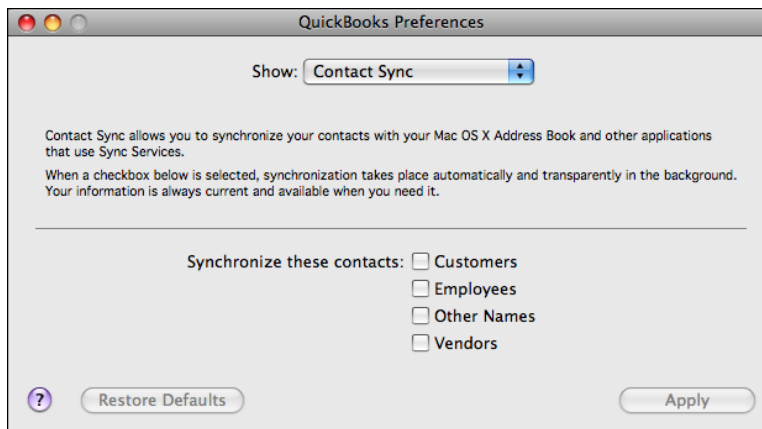 QuickBooks Preferences
Show: Contact Sync
Contact Sync allows you to synchronize your contacts with your Mac OS X Address Book and other applications
that use Sync Services.
When a checkbox below is selected, synchronization takes place automatically and transparently in the background.
Your information is always current and available when you need it.
Synchronize these contacts: Customers
Employees
Other Names
Vendors
? Restore Defaults Apply